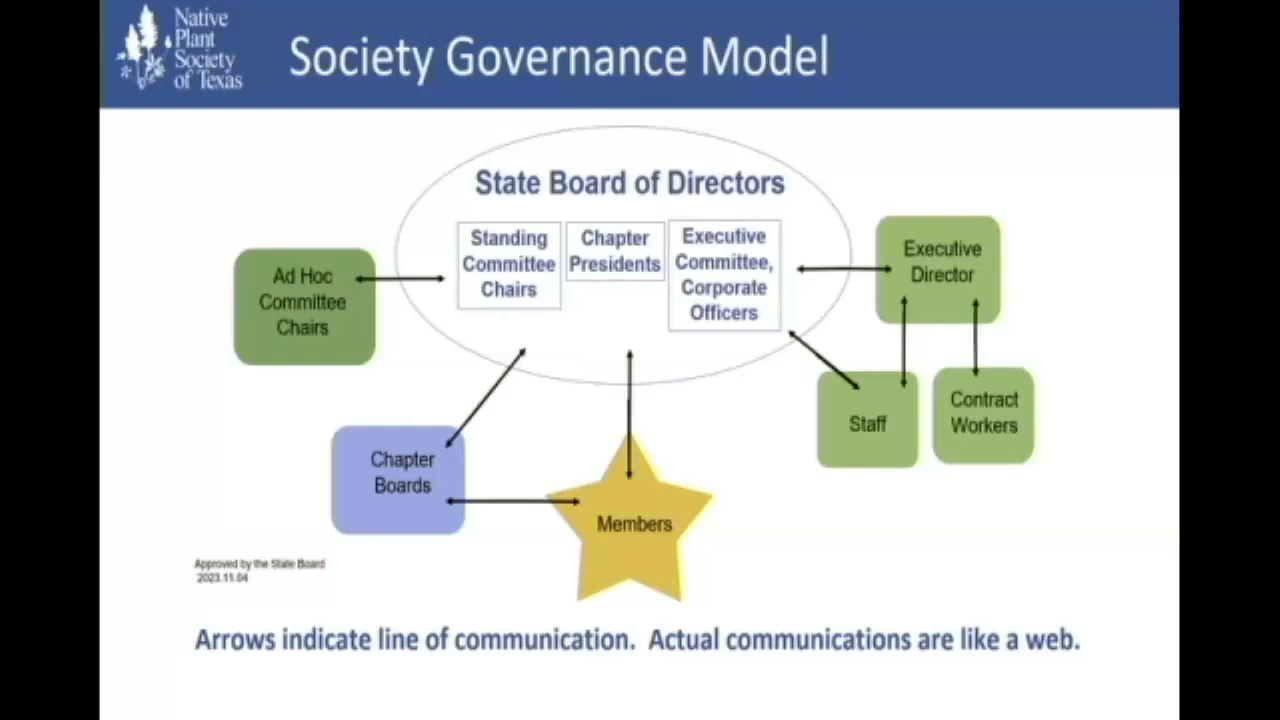 Native
Plant
Society
of Texas
Society Governance Model
State Board of Directors
Standing
Committee
Chairs
Chapter
Presidents
Executive
Committee,
Corporate
Officers
Executive
Director
Ad Hoc
Committee
Chairs
Staff
Contract
Workers
Chapter
Boards
Members
Approved by the State Board
2023.11.04
Arrows indicate line of communication. Actual communications are like a web.